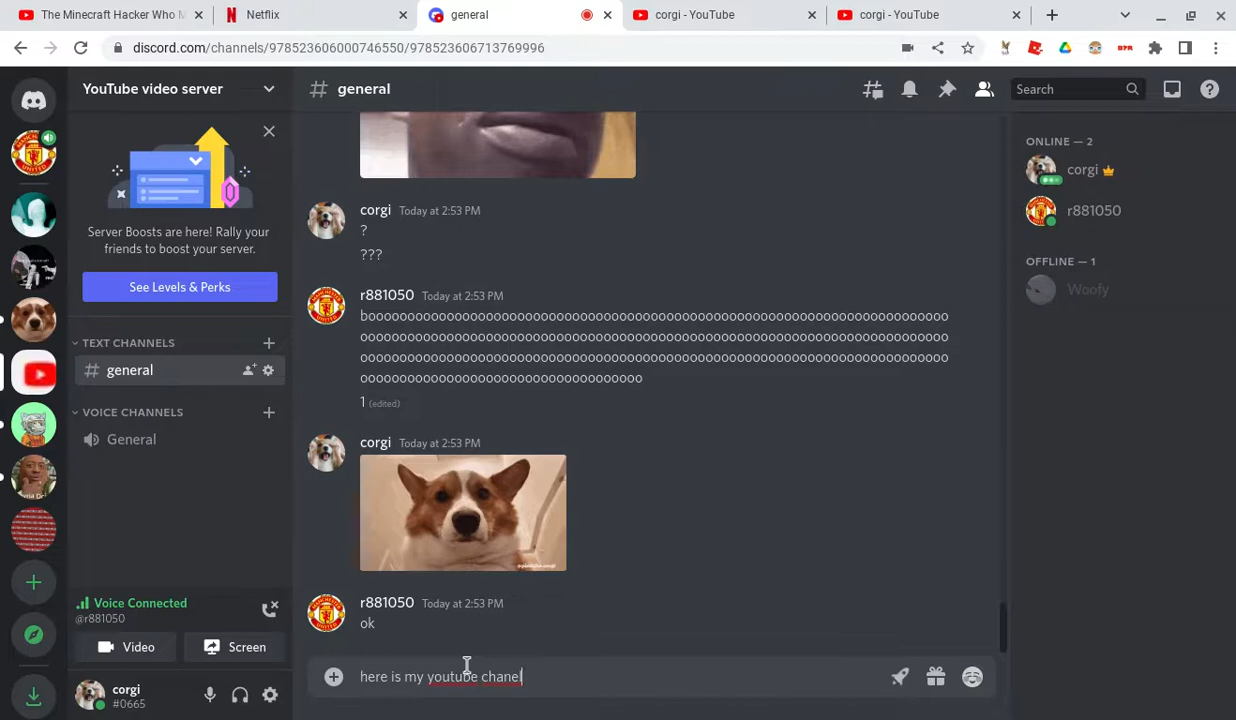 The Minecraft Hacker Who M
Netflix
general
corgi - YouTube
corgi - YouTube
discord.com/channels/978523606000746550/978523606713769996
YouTube video server
general
Search
Server Boosts are here! Rally your
friends to boost your server.
See Levels & Perks
TEXT CHANNELS
general
VOICE CHANNELS
General
Voice Connected
@r881050
Video
Screen
corgi
#0665
corgi Today at 2:53 PM
?
???
r881050 Today at 2:53 PM
booooooooooooooooooooooooooooooooooooooooooooooooooooooooooooooooooooooooooooooooo
oooooooooooooooooooooooooooooooooooooooooooooooooooooooooooooooooooooooooooooooooo
oooooooooooooooooooooooooooooooooooooooooooooooooooooooooooooooooooooooooooooooooo
ooooooooooooooooooooooooooooooooooooooo
1 (edited)
corgi Today at 2:53 PM
r881050 Today at 2:53 PM
ok
here is my youtube chanel
ONLINE — 2
corgi
r881050
OFFLINE — 1
Woofy